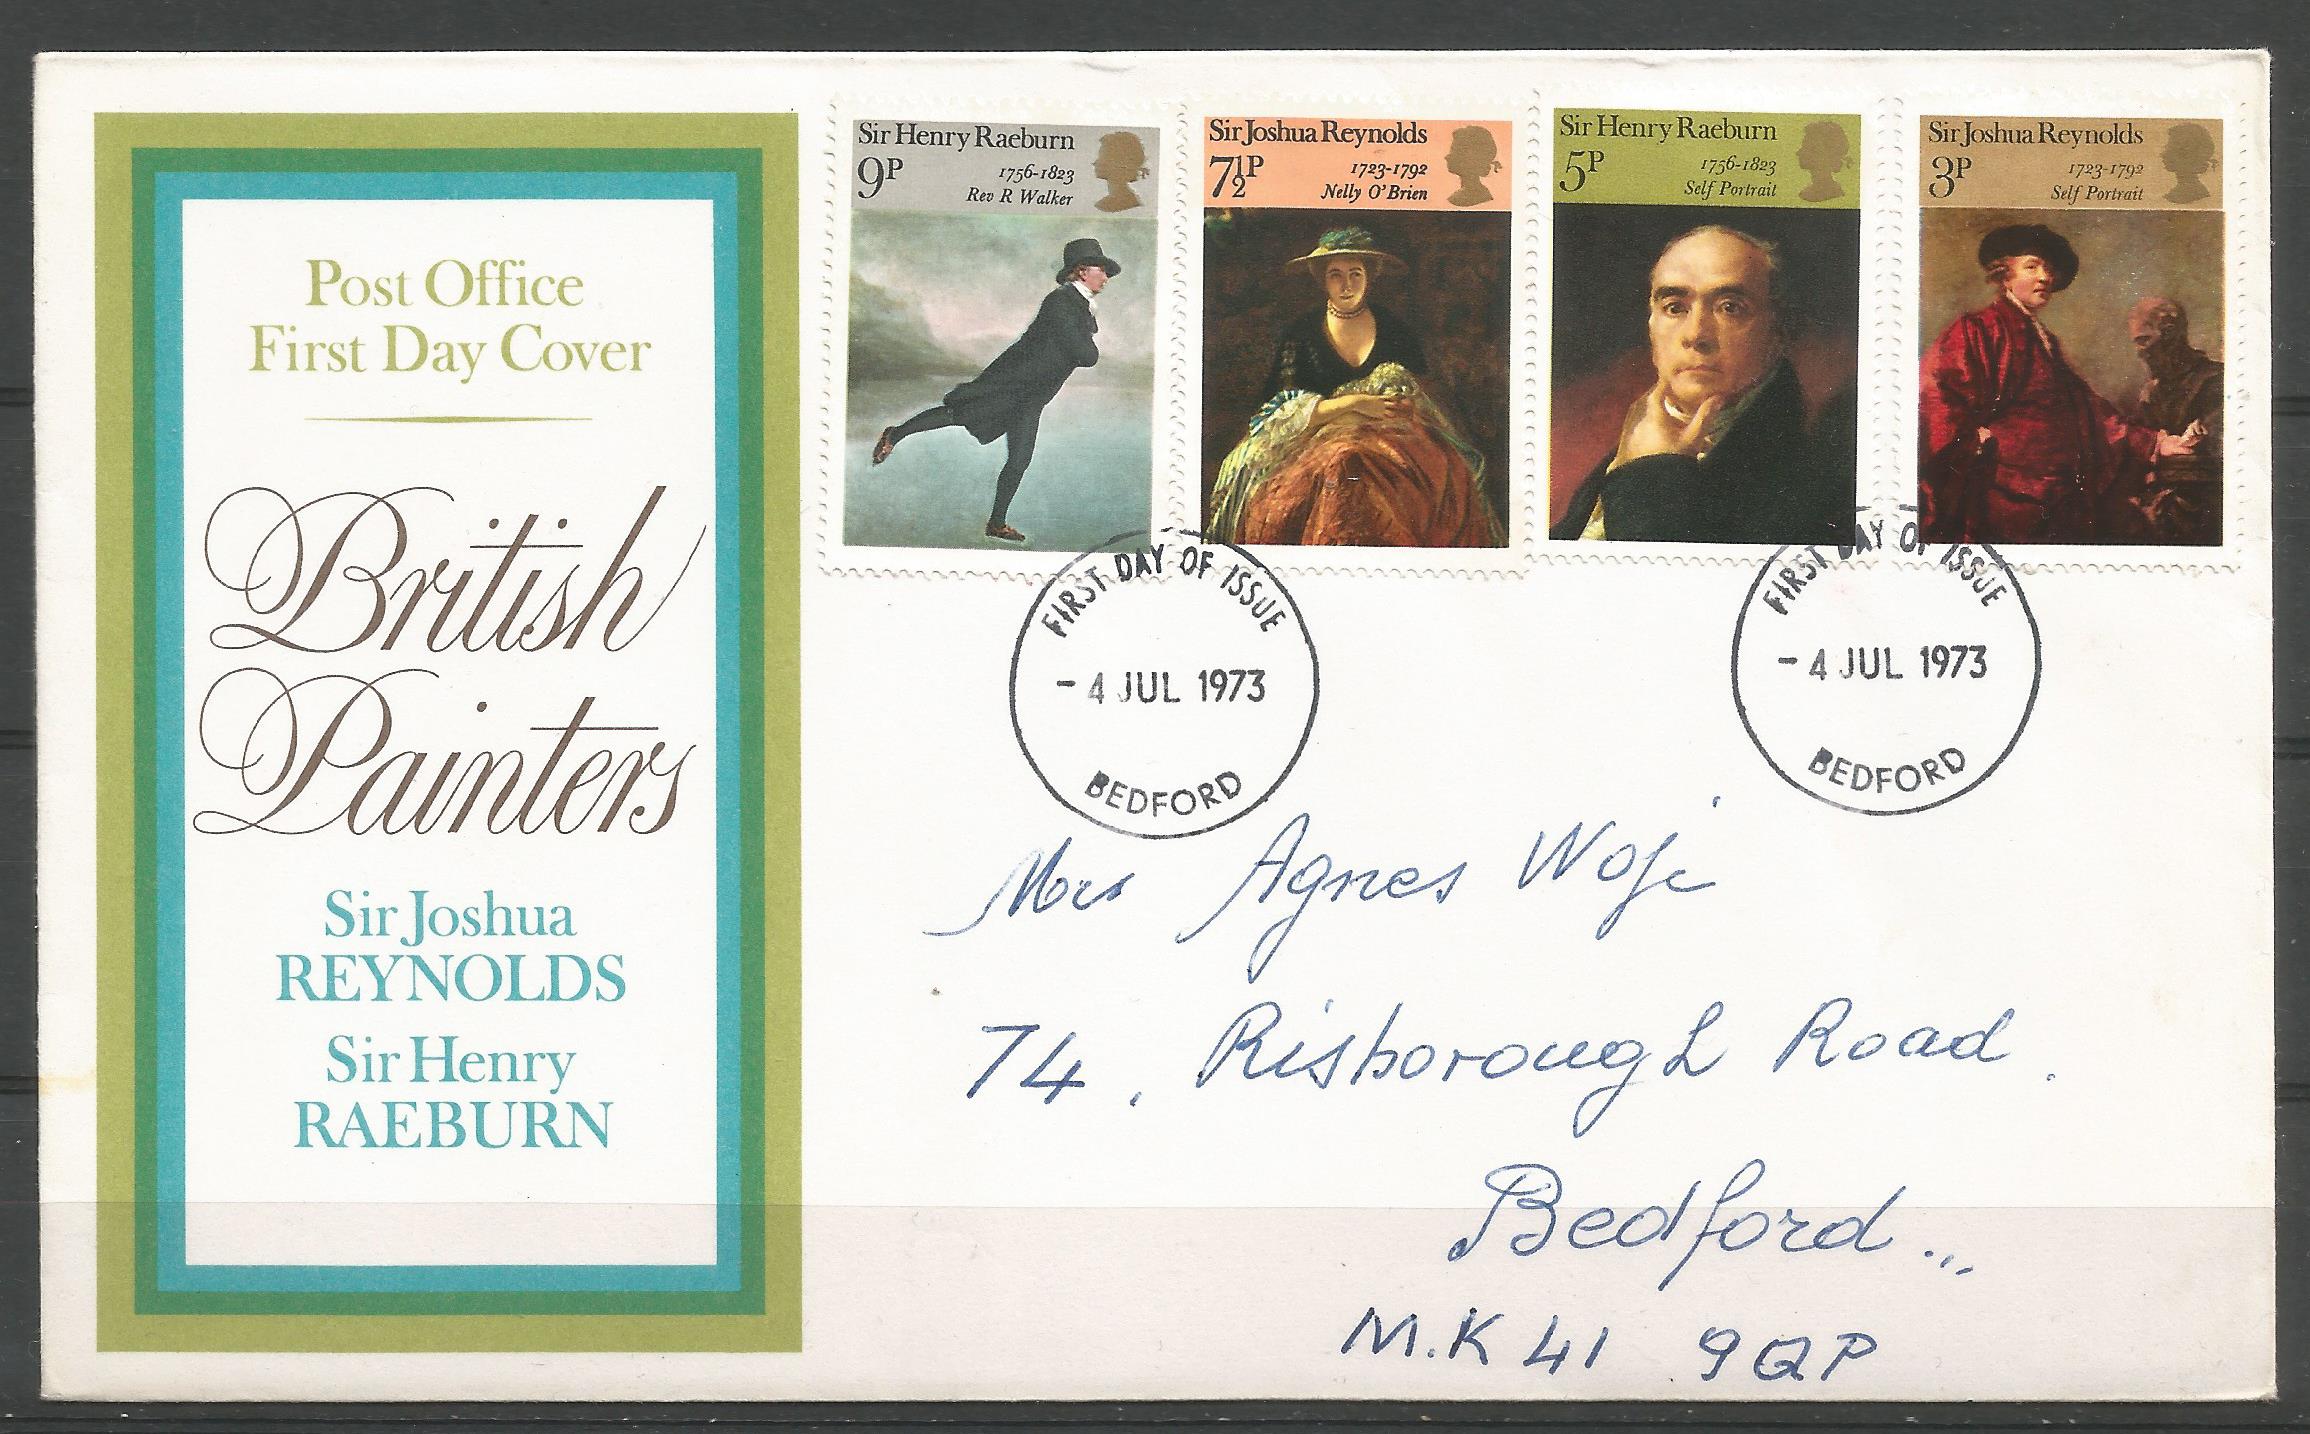 Post Office
First Day Cover
British
Painters
Sir Joshua
REYNOLDS
Sir Henry
RAEBURN
Sir Henry Raeburn
9P
1756-1823
Rev R Walker
Sir Joshua Reynolds
7½P
1723-1792
Nelly O'Brien
Sir Henry Raeburn
5P
1756-1823
Self Portrait
Sir Joshua Reynolds
3P
1723-1792
Self Portrait
FIRST DAY OF ISSUE
- 4 JUL 1973
BEDFORD
FIRST DAY OF ISSUE
- 4 JUL 1973
BEDFORD
Mrs Agnes Woji
74, Risborough Road.
Bedford...
M.K 41 9QP